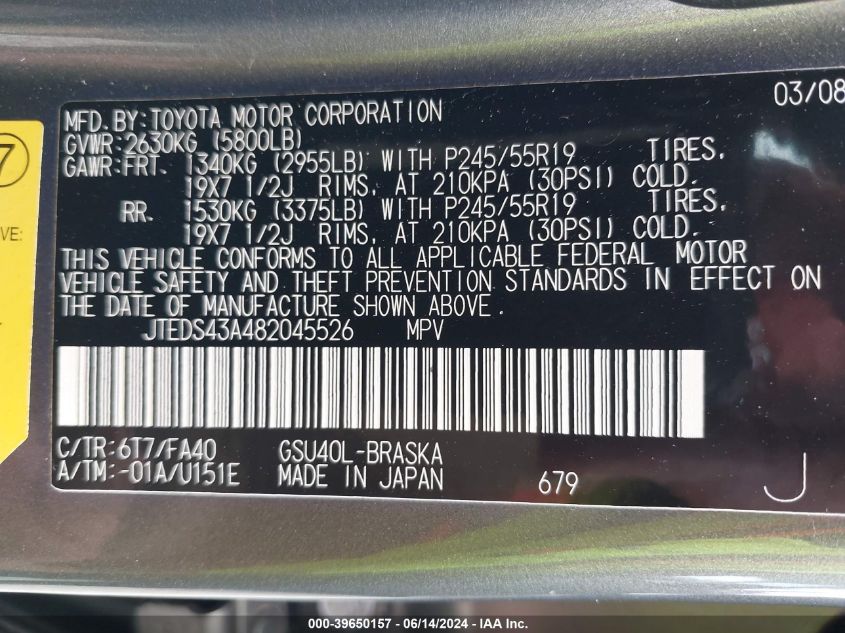 03/08
MFD. BY: TOYOTA MOTOR CORPORATION
GVWR: 2630KG (5800LB)
GAWR: FRT. 1340KG (2955LB) WITH P245/55R19 TIRES,
19X7 1/2J RIMS, AT 210KPA (30PSI) COLD.
RR. 1530KG (3375LB) WITH P245/55R19 TIRES,
19X7 1/2J RIMS, AT 210KPA (30PSI) COLD.
THIS VEHICLE CONFORMS TO ALL APPLICABLE FEDERAL MOTOR
VEHICLE SAFETY AND THEFT PREVENTION STANDARDS IN EFFECT ON
THE DATE OF MANUFACTURE SHOWN ABOVE.
JTEDS43A482045526 MPV
C/TR: 6T7/FA40 GSU40L-BRASKA
A/TM: -01A/U151E MADE IN JAPAN 679 J
7
VE:
000-39650157 - 06/14/2024 - IAA Inc.